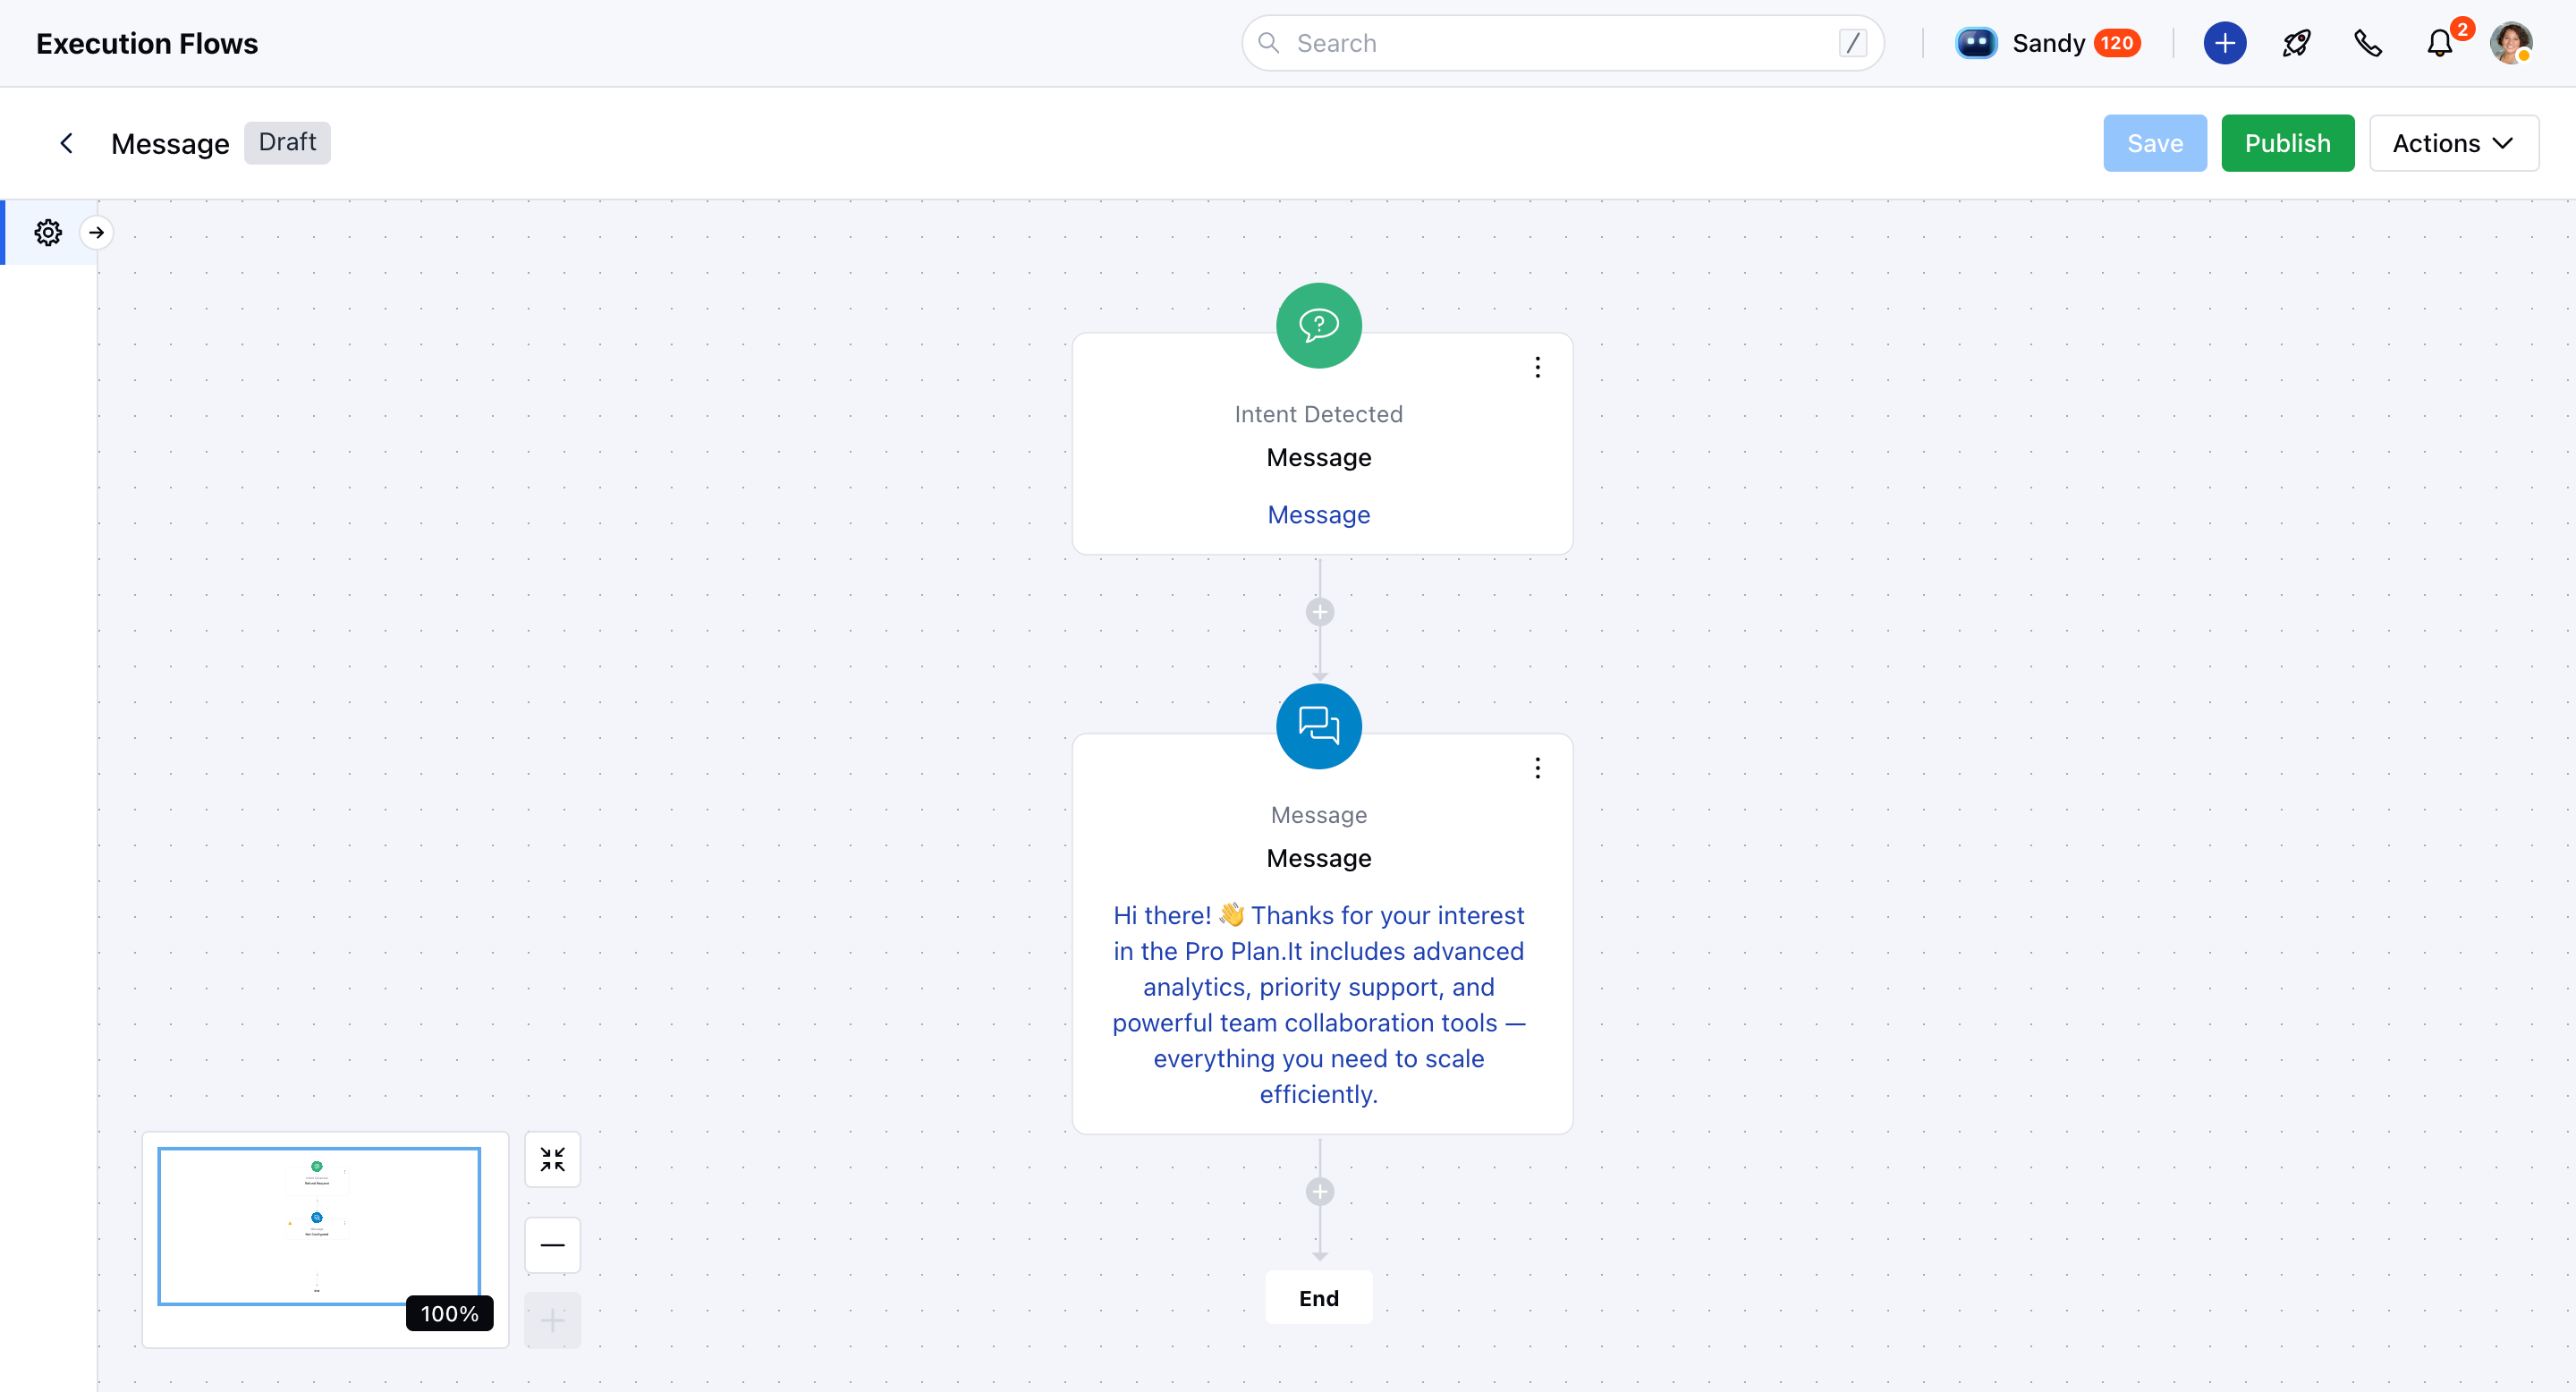 Execution Flows
Search /
Sandy 120
2
Message Draft
Save Publish Actions
Intent Detected
Message
Message
Message
Message
Hi there! 👋 Thanks for your interest
in the Pro Plan.It includes advanced
analytics, priority support, and
powerful team collaboration tools —
everything you need to scale
efficiently.
End
100%